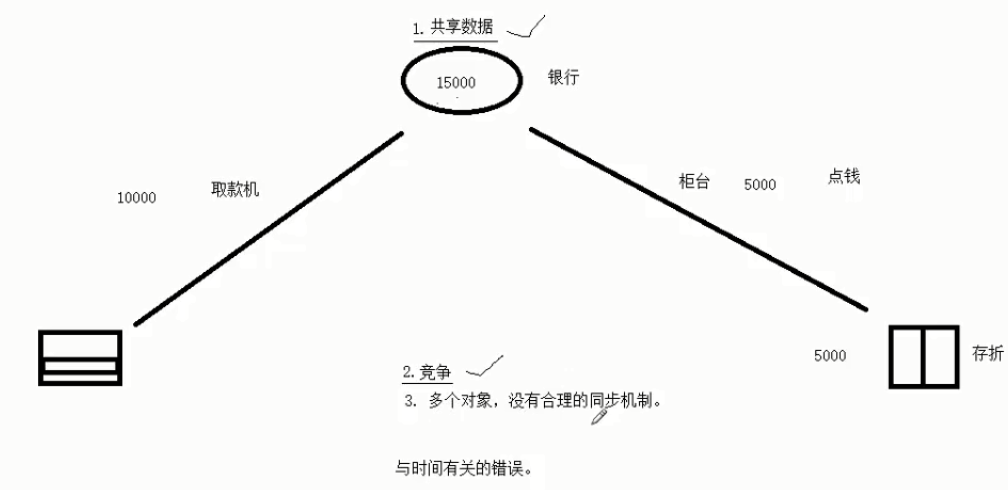 1. 共享数据
15000
银行
10000
取款机
柜台
5000
点钱
5000
存折
2. 竞争
3. 多个对象，没有合理的同步机制。
与时间有关的错误。